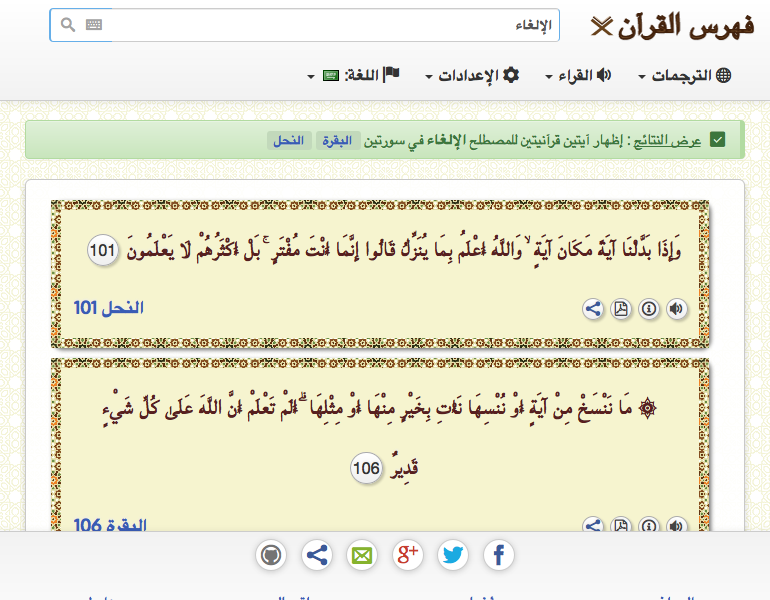 فهرس القرآن
الإلغاء
الترجمات
القراء
الإعدادات
اللغة:
عرض النتائج : إظهار آيتين قرآنيتين للمصطلح الإلغاء في سورتين البقرة النحل
وَإِذَا بَدَّلْنَا آيَةً مَكَانَ آيَةٍ ۙ وَاللَّهُ أَعْلَمُ بِمَا يُنَزِّلُ قَالُوا إِنَّمَا أَنْتَ مُفْتَرٍ ۚ بَلْ أَكْثَرُهُمْ لَا يَعْلَمُونَ 101
النحل 101
۞ مَا نَنْسَخْ مِنْ آيَةٍ أَوْ نُنْسِهَا نَأْتِ بِخَيْرٍ مِنْهَا أَوْ مِثْلِهَا ۗ أَلَمْ تَعْلَمْ أَنَّ اللَّهَ عَلَىٰ كُلِّ شَيْءٍ
قَدِيرٌ 106
البقرة 106